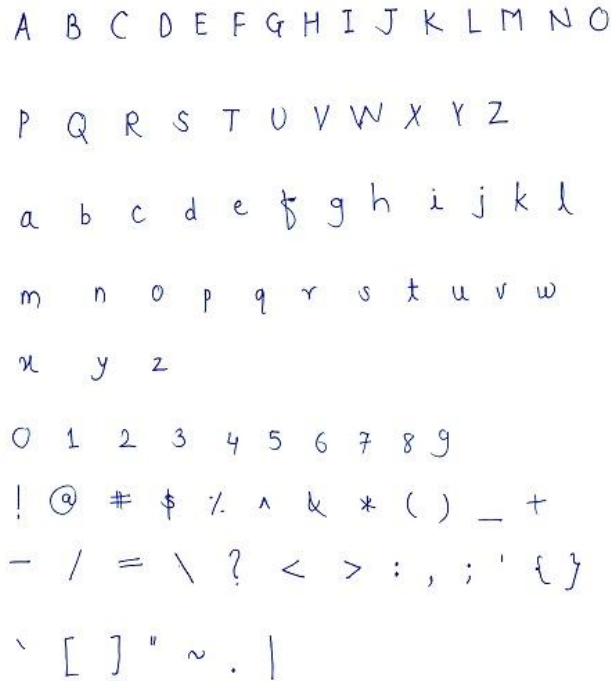 A B C D E F G H I J K L M N O
P Q R S T U V W X Y Z
a b c d e f g h i j k l
m n o p q r s t u v w
x y z
0 1 2 3 4 5 6 7 8 9
! @ # $ % ^ & * ( ) _ +
- / = \ ? < > : , ; ' { }
` [ ] " ~ . |